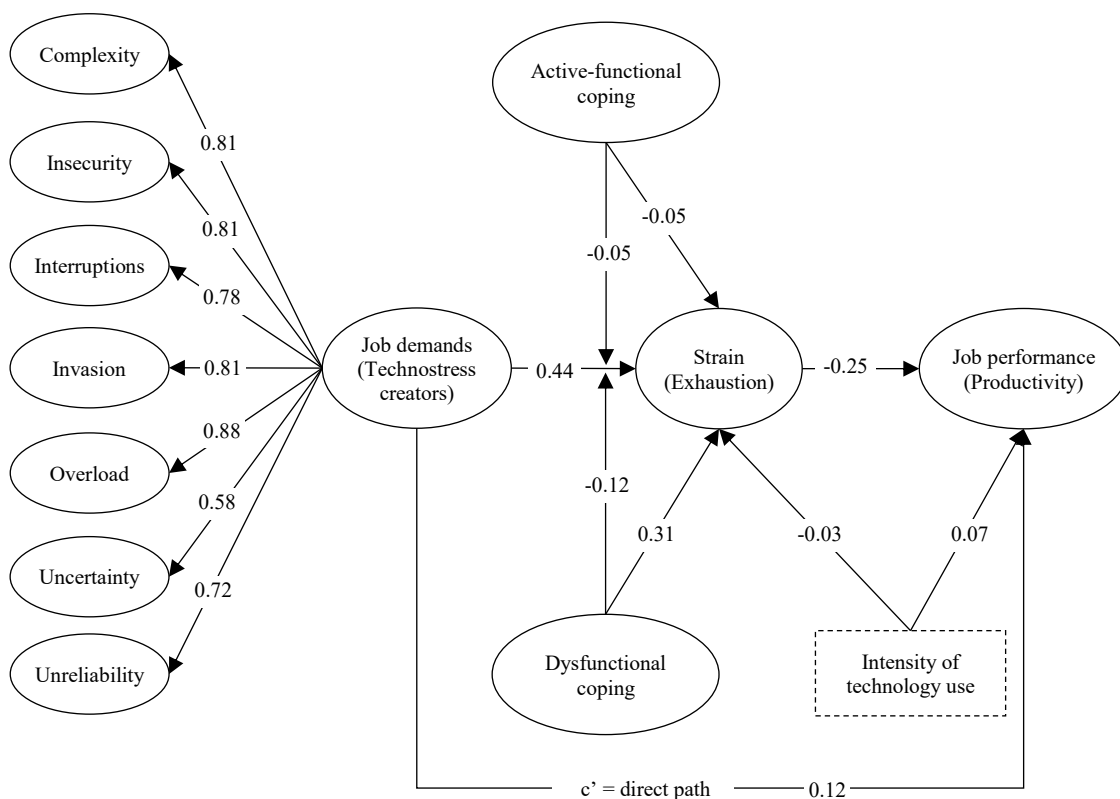 Complexity
Insecurity
Interruptions
Invasion
Overload
Uncertainty
Unreliability
0.81
0.81
0.78
0.81
0.88
0.58
0.72
Job demands
(Technostress
creators)
0.44
Active-functional
coping
-0.05
-0.05
Strain
(Exhaustion)
-0.25
Job performance
(Productivity)
-0.12
0.31
-0.03
0.07
Dysfunctional
coping
Intensity of
technology use
c’ = direct path
0.12